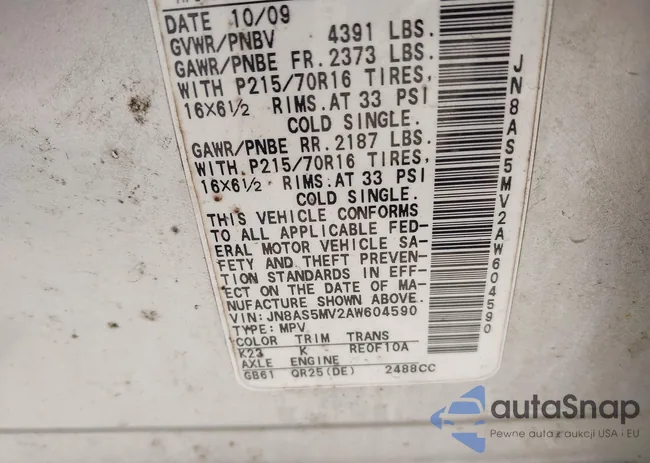 DATE 10/09
GVWR/PNBV 4391 LBS.
GAWR/PNBE FR. 2373 LBS.
WITH P215/70R16 TIRES,
16X6½ RIMS. AT 33 PSI
COLD SINGLE.
GAWR/PNBE RR. 2187 LBS.
WITH P215/70R16 TIRES,
16X6½ RIMS: AT 33 PSI
COLD SINGLE.
THIS VEHICLE CONFORMS
TO ALL APPLICABLE FED-
ERAL MOTOR VEHICLE SA-
FETY AND THEFT PREVEN-
TION STANDARDS IN EFF-
ECT ON THE DATE OF MA-
NUFACTURE SHOWN ABOVE.
VIN: JN8AS5MV2AW604590
TYPE: MPV
COLOR TRIM TRANS
K23 K RE0F10A
AXLE ENGINE
GB61 QR25(DE) 2488CC
JN8AS5MV2AW604590
autaSnap
Pewne auta z aukcji USA i EU